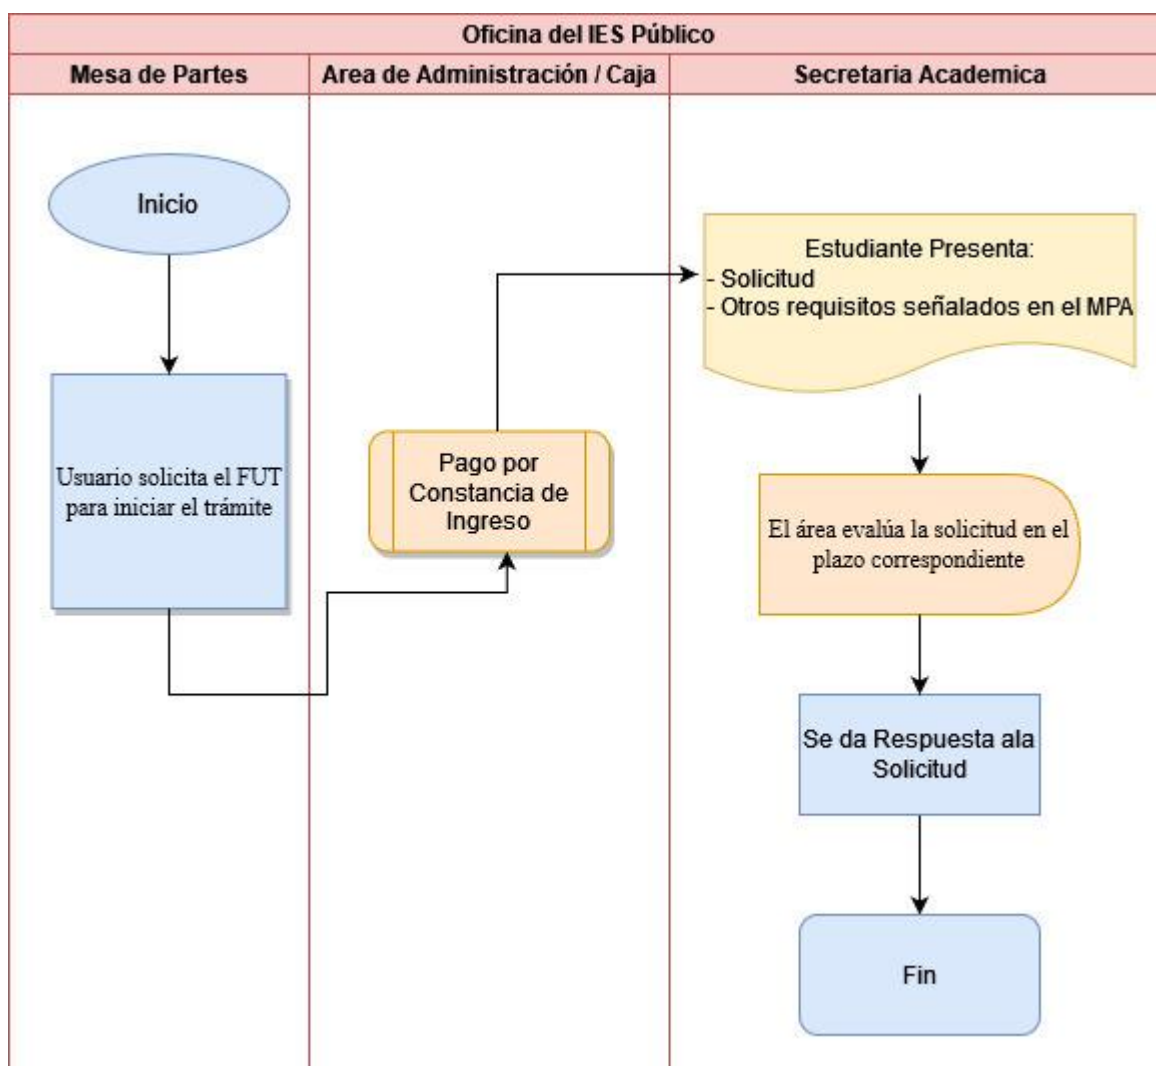 Oficina del IES Público
Mesa de Partes
Area de Administración / Caja
Secretaria Academica
Inicio
Usuario solicita el FUT
para iniciar el trámite
Pago por
Constancia de
Ingreso
Estudiante Presenta:
- Solicitud
- Otros requisitos señalados en el MPA
El área evalúa la solicitud en el
plazo correspondiente
Se da Respuesta ala
Solicitud
Fin